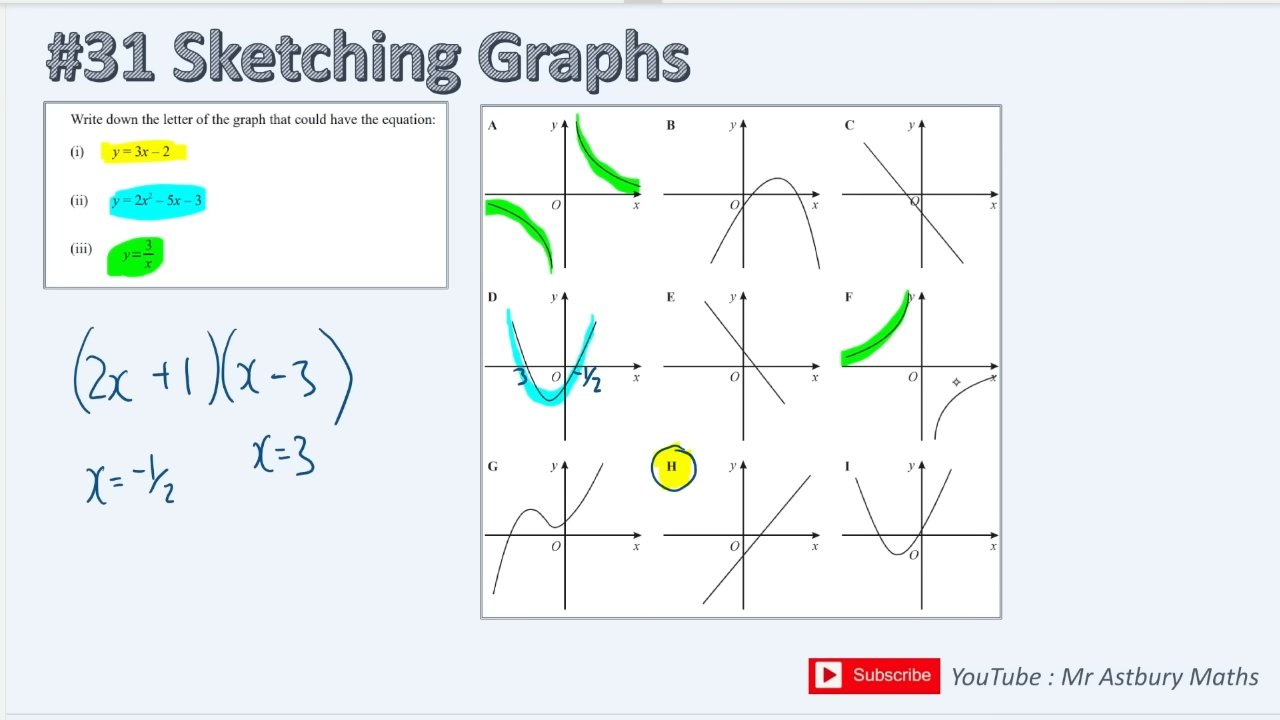 #31 Sketching Graphs
Write down the letter of the graph that could have the equation:
(i) y = 3x – 2
(ii) y = 2x² – 5x – 3
(iii) y = 3/x
(2x + 1)(x - 3)
x = -1/2
x = 3
A y O x
B y O x
C y O x
D y O x
3 -1/2
E y O x
F y O x
G y O x
H y O x
I y O x
Subscribe
YouTube : Mr Astbury Maths